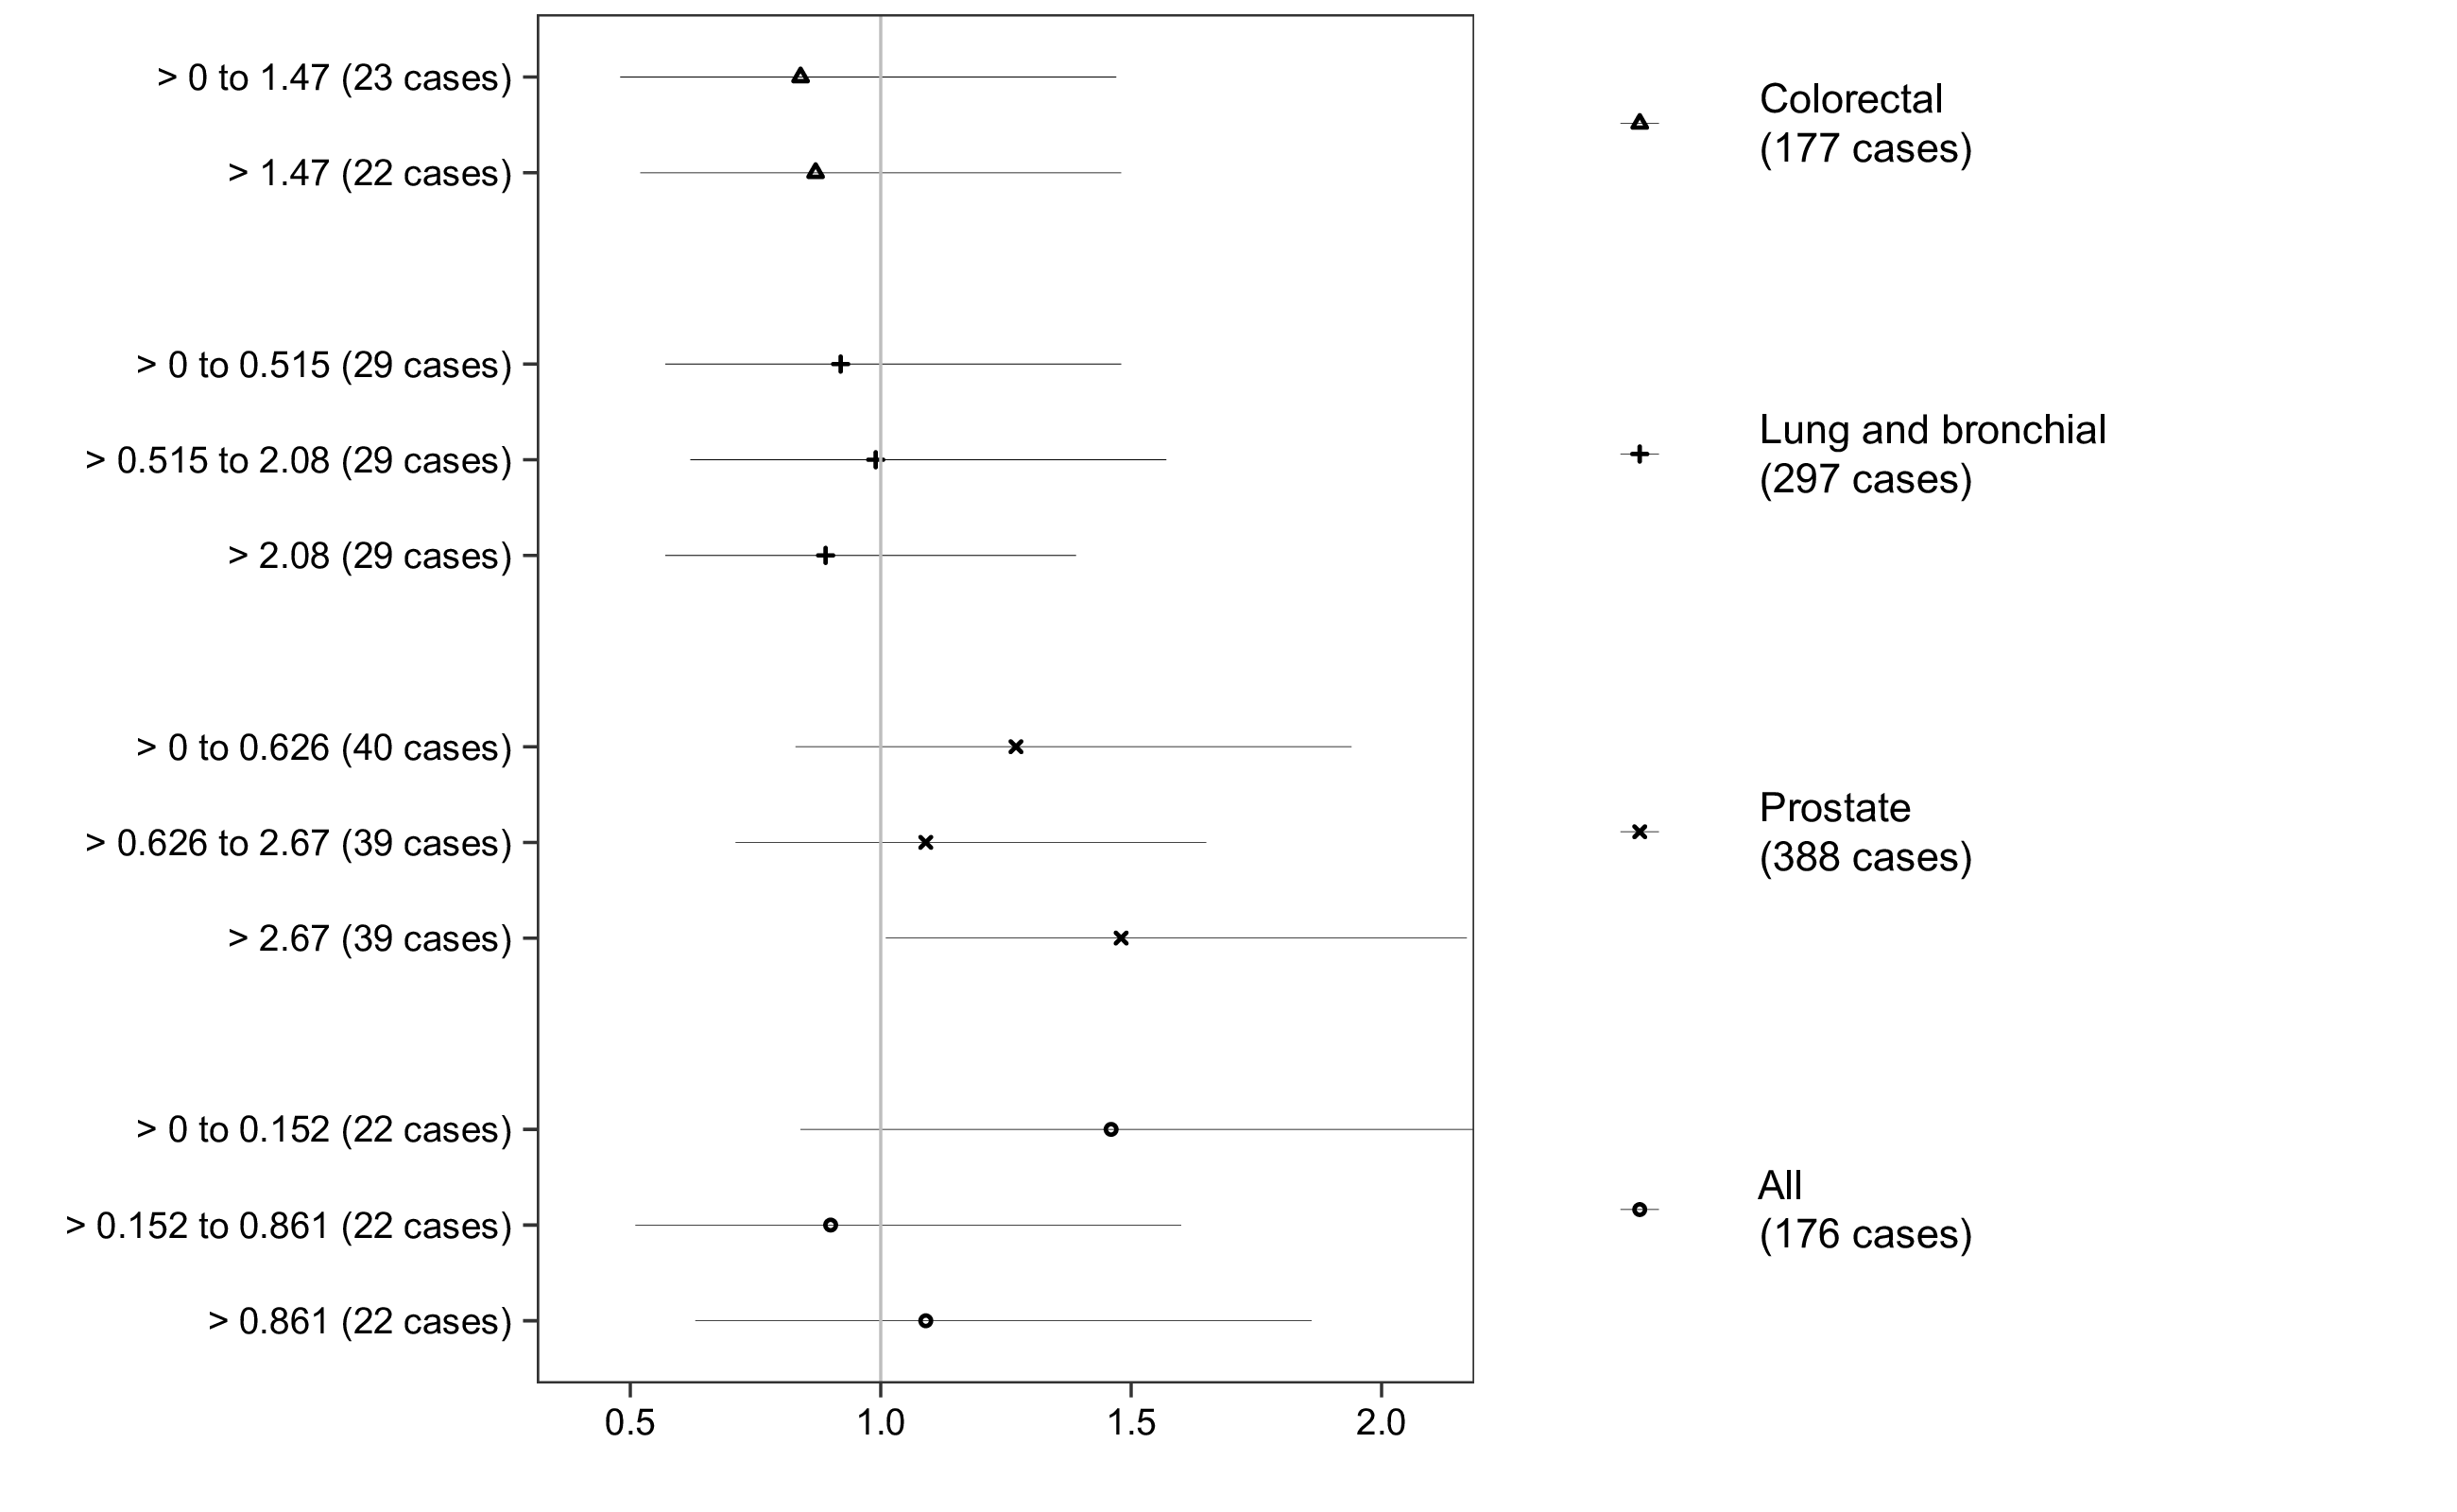 > 0 to 1.47 (23 cases)
> 1.47 (22 cases)
> 0 to 0.515 (29 cases)
> 0.515 to 2.08 (29 cases)
> 2.08 (29 cases)
> 0 to 0.626 (40 cases)
> 0.626 to 2.67 (39 cases)
> 2.67 (39 cases)
> 0 to 0.152 (22 cases)
> 0.152 to 0.861 (22 cases)
> 0.861 (22 cases)
0.5 1.0 1.5 2.0
Colorectal
(177 cases)
Lung and bronchial
(297 cases)
Prostate
(388 cases)
All
(176 cases)